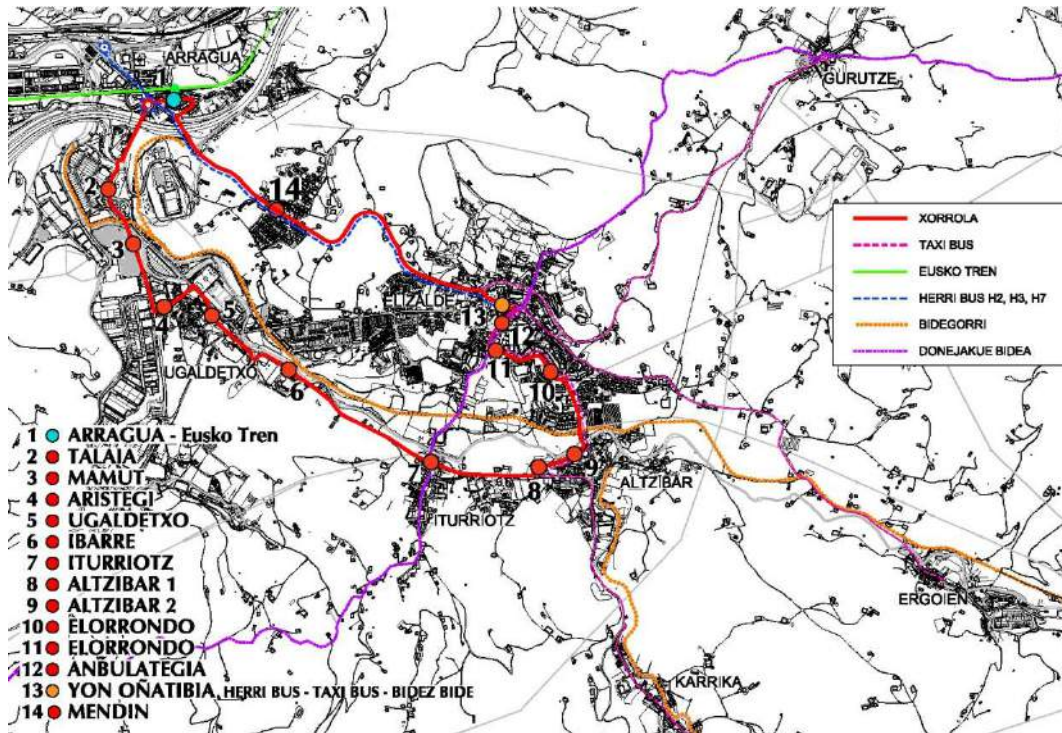 ARRAGUA
1
GURUTZE
2
14
3
XORROLA
TAXI BUS
EUSKO TREN
HERRI BUS H2, H3, H7
BIDEGORRI
DONEJAKUE BIDEA
ELIZALDE
13
4
5
12
11
UGALDETXO
6
10
7
8
9
ALTZIBAR
ITURRIOTZ
ERGOIEN
KARRIKA
1 ARRAGUA - Eusko Tren
2 TALAIA
3 MAMUT
4 ARISTEGI
5 UGALDETXO
6 IBARRE
7 ITURRIOTZ
8 ALTZIBAR 1
9 ALTZIBAR 2
10 ELORRONDO
11 ELORRONDO
12 ANBULATEGIA
13 YON OÑATIBIA HERRI BUS - TAXI BUS - BIDEZ BIDE
14 MENDIN